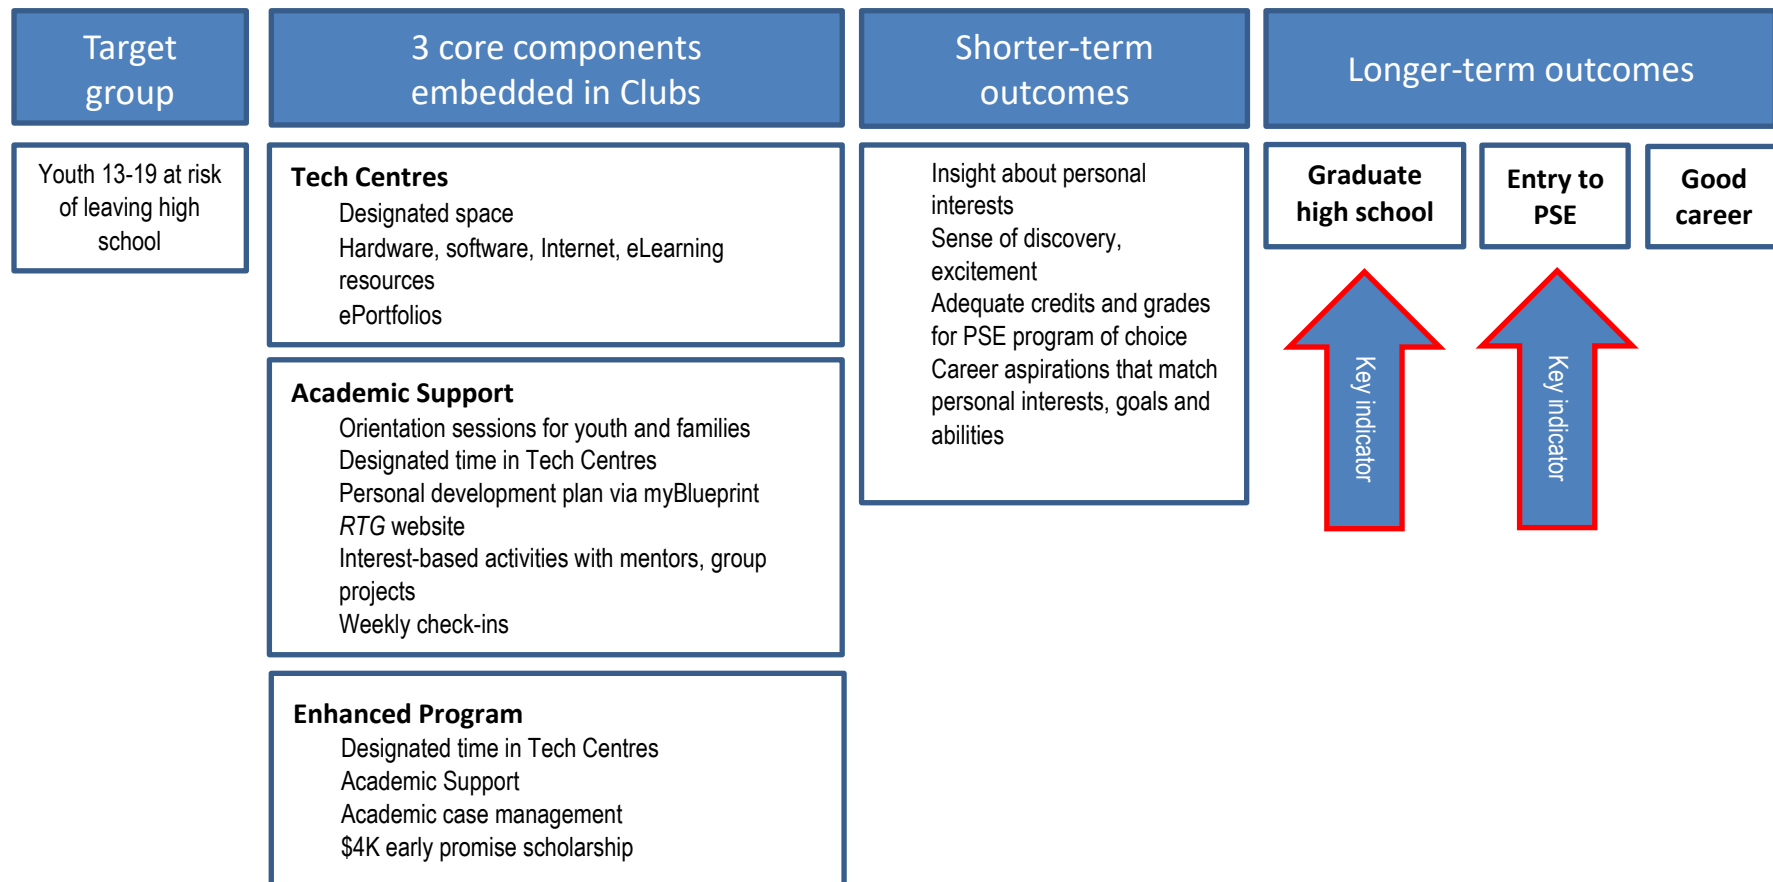 Target
group
3 core components
embedded in Clubs
Shorter-term
outcomes
Longer-term outcomes
Youth 13-19 at risk
of leaving high
school
Tech Centres
Designated space
Hardware, software, Internet, eLearning
resources
ePortfolios
Academic Support
Orientation sessions for youth and families
Designated time in Tech Centres
Personal development plan via myBlueprint
RTG website
Interest-based activities with mentors, group
projects
Weekly check-ins
Enhanced Program
Designated time in Tech Centres
Academic Support
Academic case management
$4K early promise scholarship
Insight about personal
interests
Sense of discovery,
excitement
Adequate credits and grades
for PSE program of choice
Career aspirations that match
personal interests, goals and
abilities
Graduate
high school
Entry to
PSE
Good
career
Key indicator
Key indicator